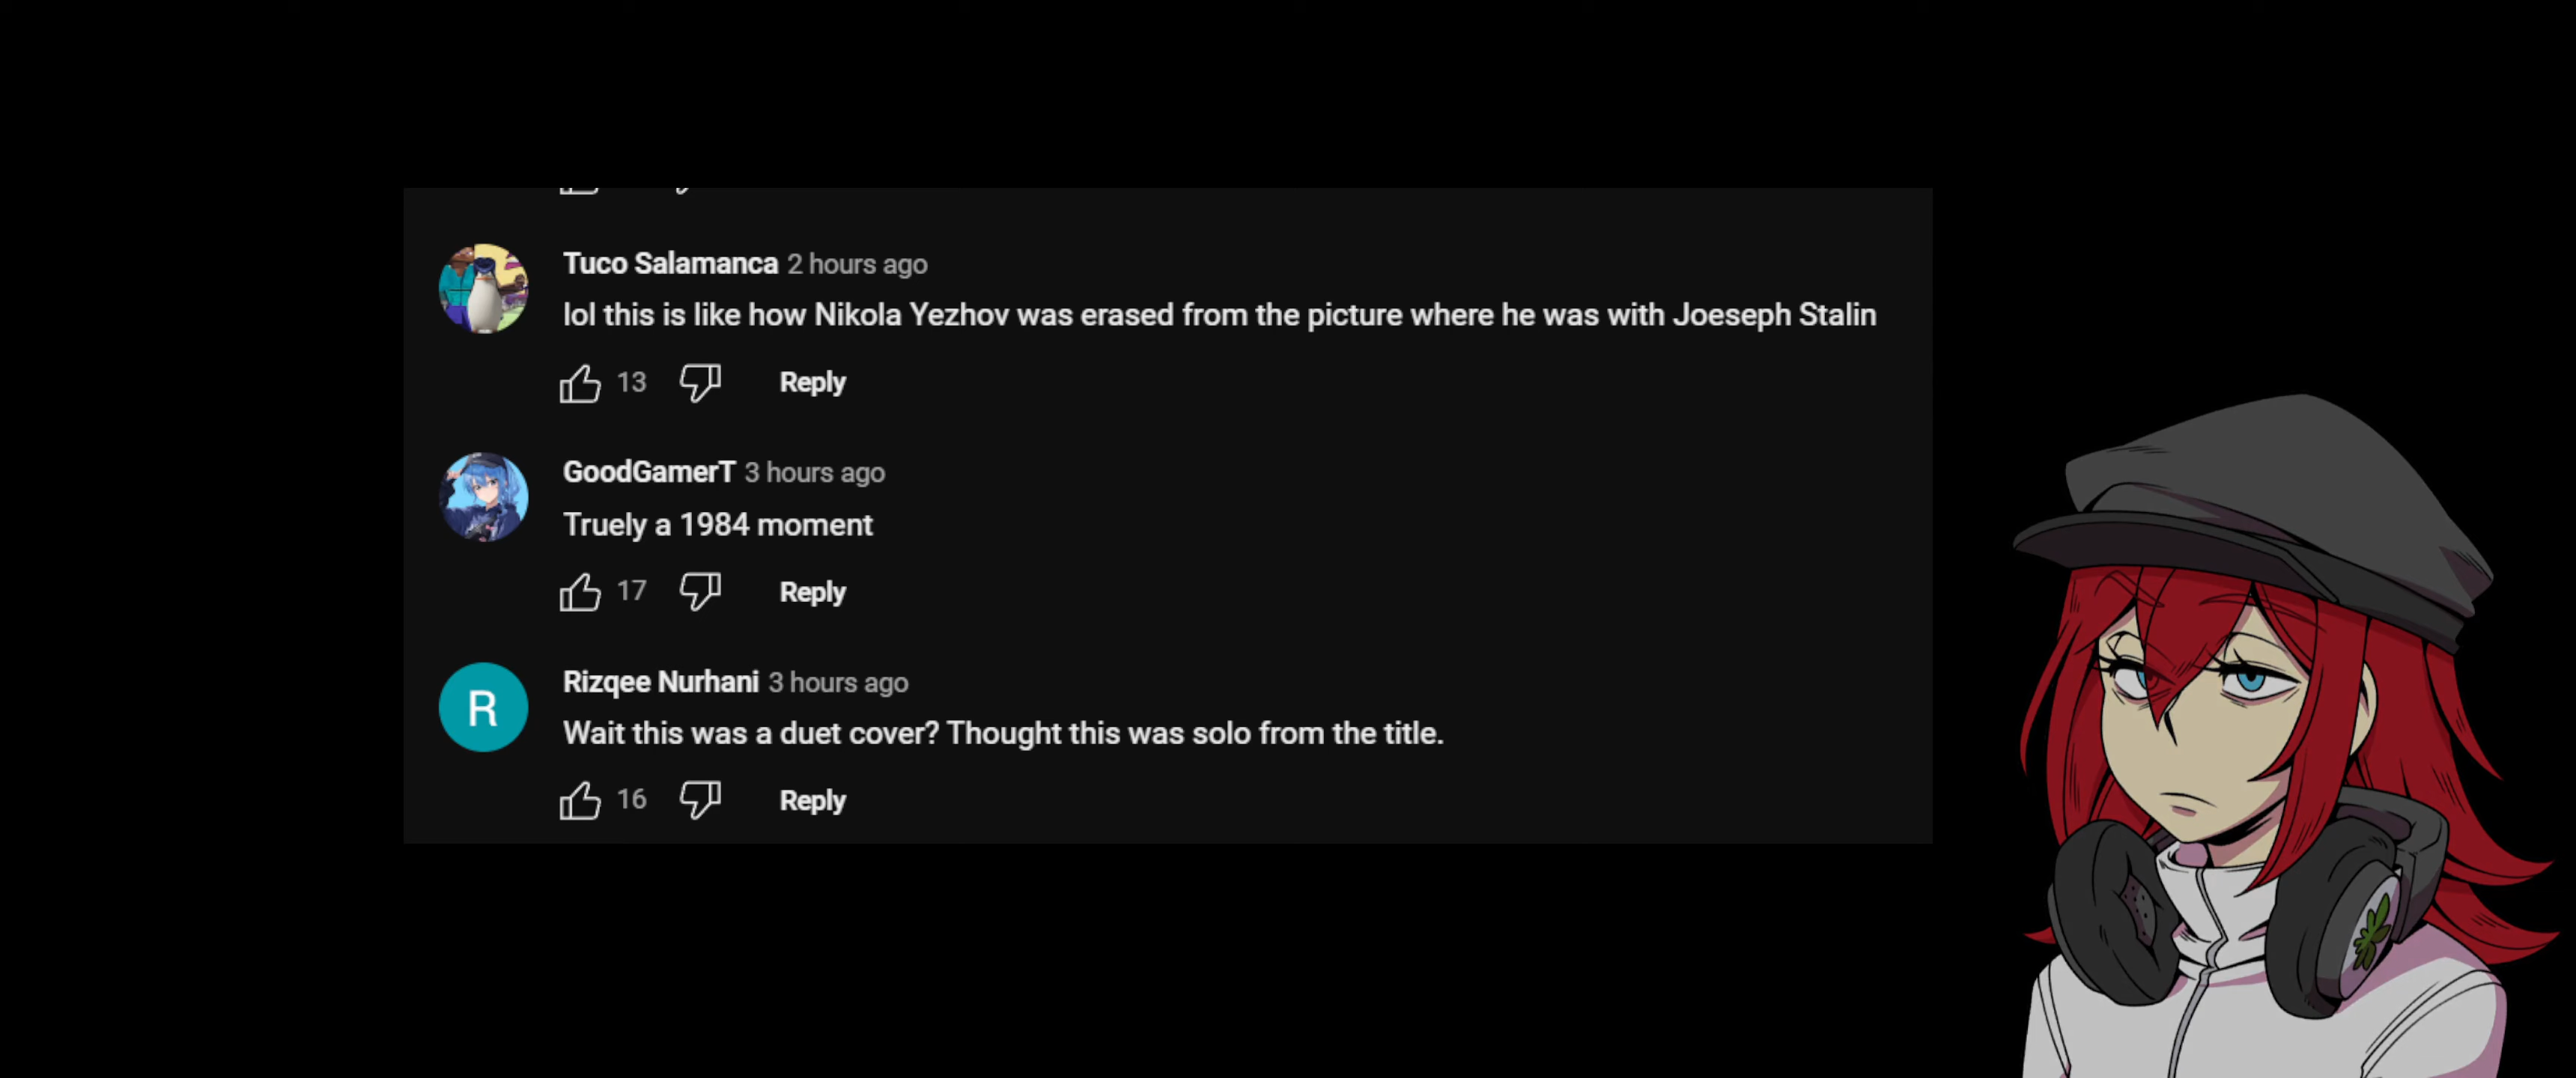 Tuco Salamanca 2 hours ago
lol this is like how Nikola Yezhov was erased from the picture where he was with Joeseph Stalin
13 Reply
GoodGamerT 3 hours ago
Truely a 1984 moment
17 Reply
R
Rizqee Nurhani 3 hours ago
Wait this was a duet cover? Thought this was solo from the title.
16 Reply